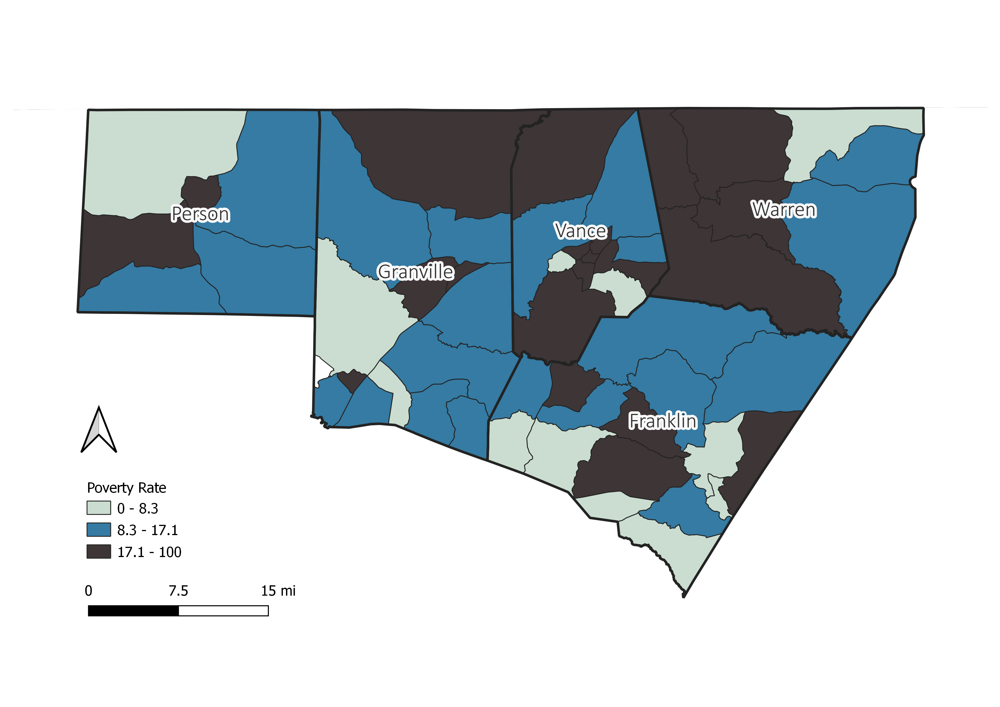 Person
Warren
Vance
Granville
Franklin
Poverty Rate
0 - 8.3
8.3 - 17.1
17.1 - 100
0 7.5 15 mi